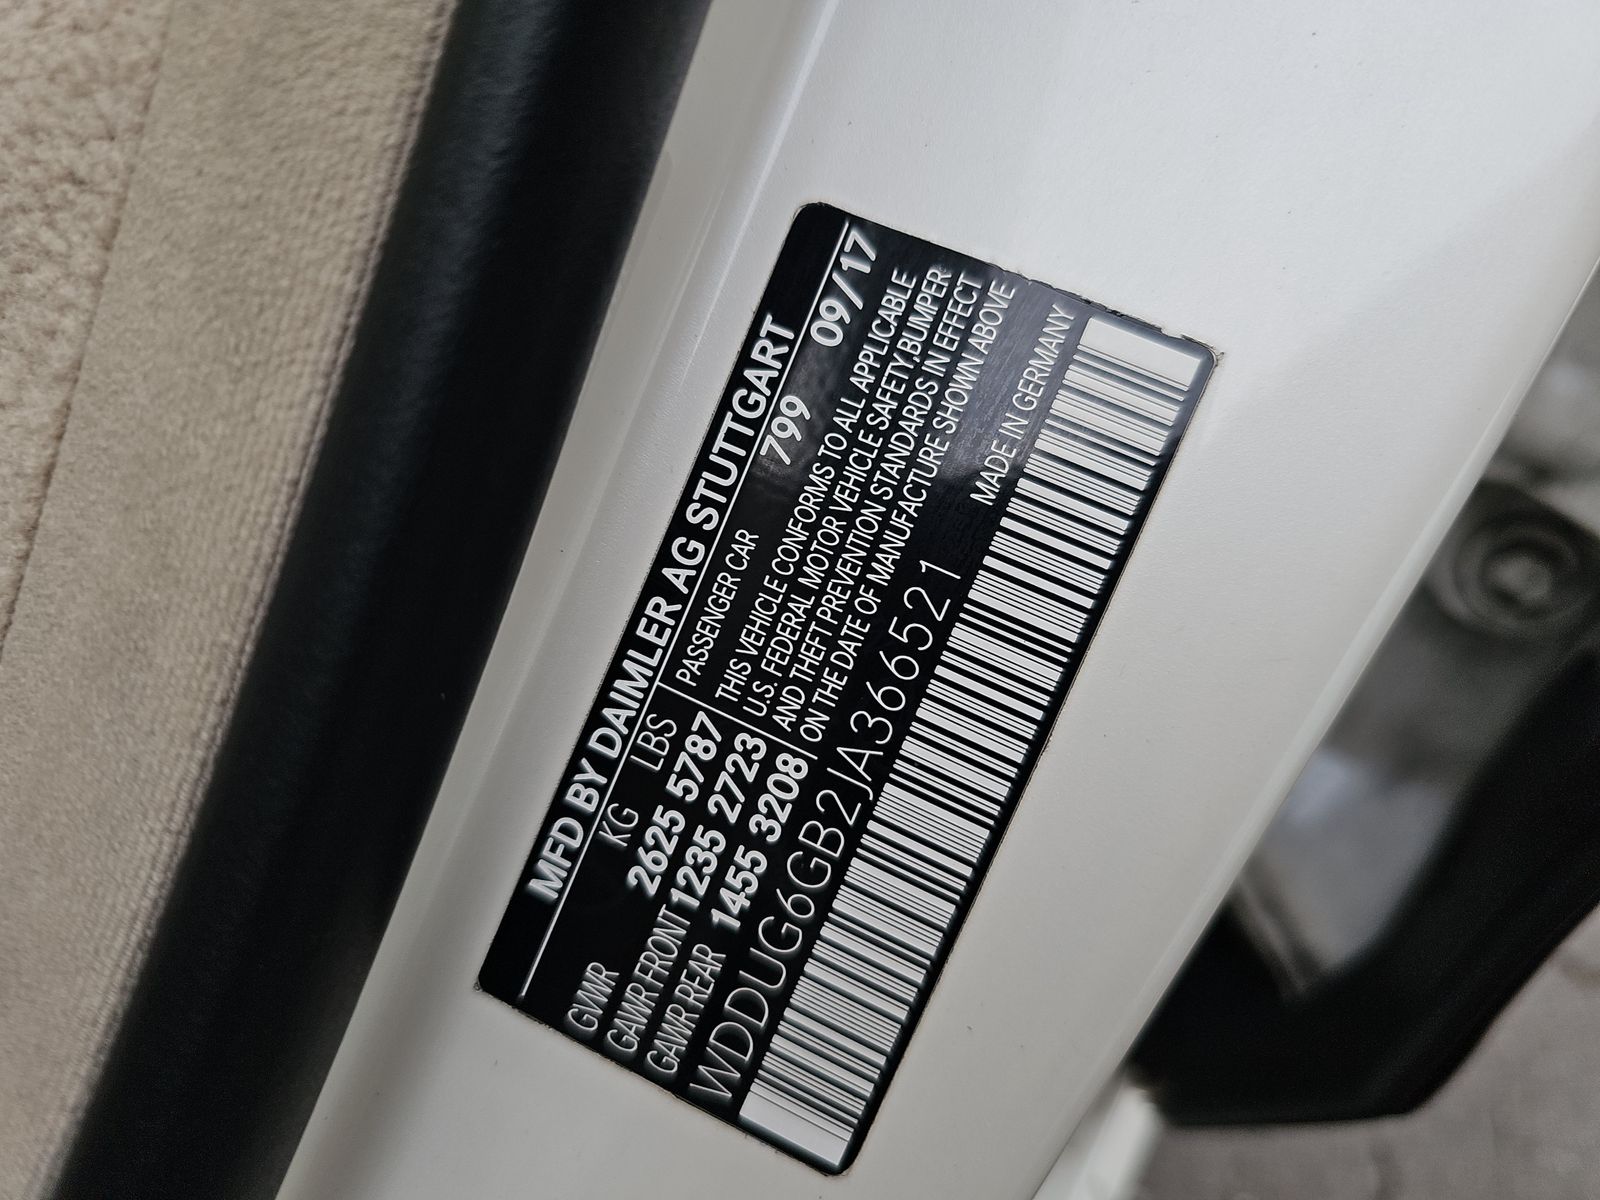 MFD BY DAIMLER AG STUTTGART
KG LBS
PASSENGER CAR 799 09/17
GVWR 2625 5787
GAWR FRONT 1235 2723
GAWR REAR 1455 3208
THIS VEHICLE CONFORMS TO ALL APPLICABLE
U.S. FEDERAL MOTOR VEHICLE SAFETY,BUMPER
AND THEFT PREVENTION STANDARDS IN EFFECT
ON THE DATE OF MANUFACTURE SHOWN ABOVE
WDDUG6GB2JA366521
MADE IN GERMANY